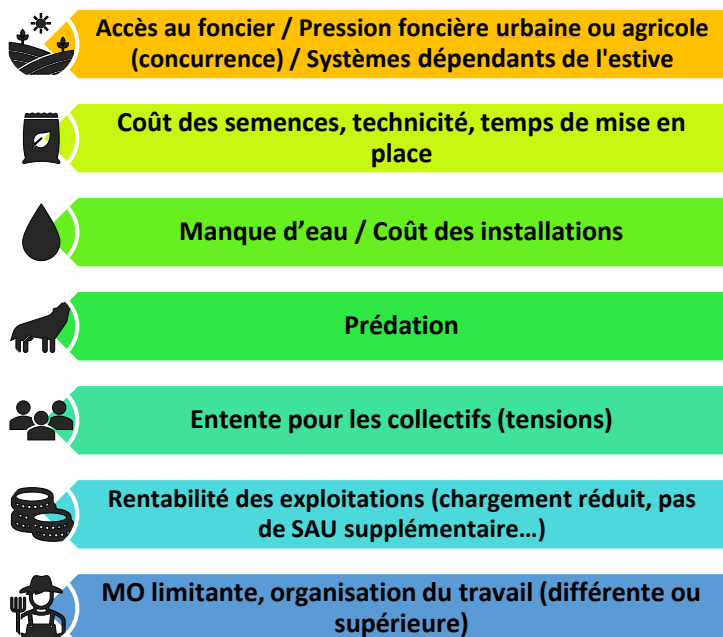 Accès au foncier / Pression foncière urbaine ou agricole
(concurrence) / Systèmes dépendants de l'estive
Coût des semences, technicité, temps de mise en
place
Manque d’eau / Coût des installations
Prédation
Entente pour les collectifs (tensions)
Rentabilité des exploitations (chargement réduit, pas
de SAU supplémentaire…)
MO limitante, organisation du travail (différente ou
supérieure)